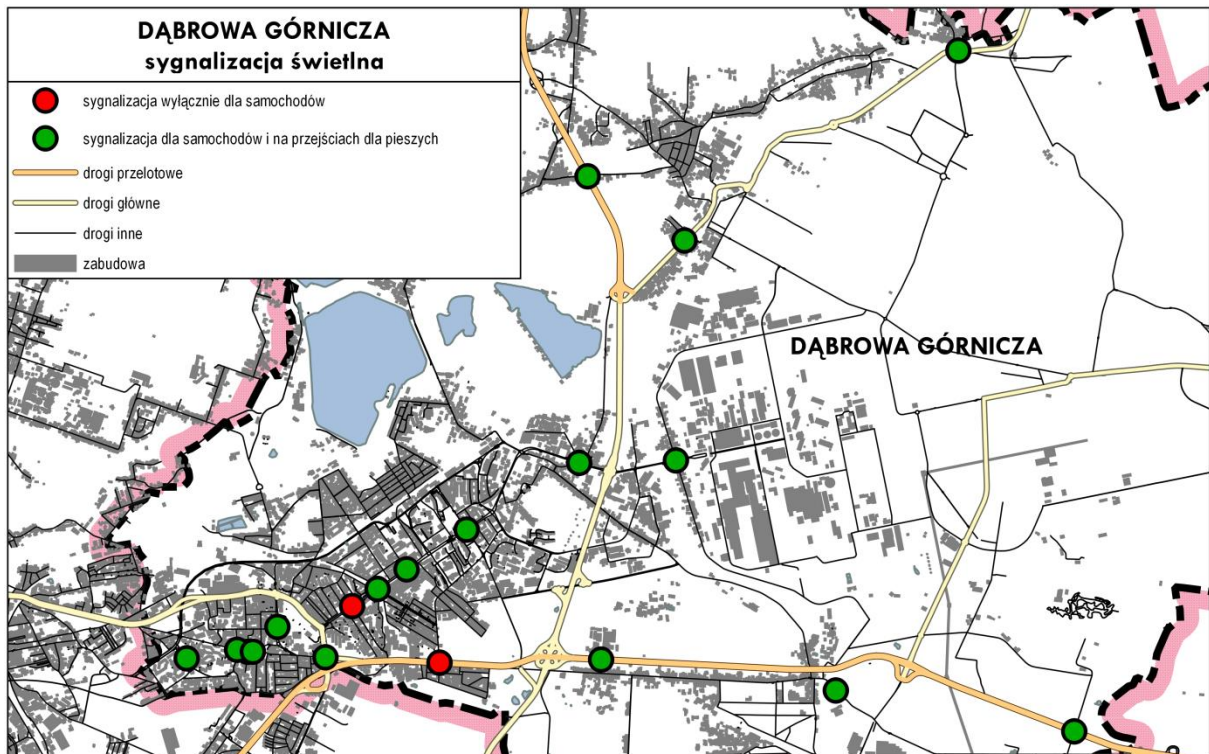 DĄBROWA GÓRNICZA
sygnalizacja świetlna
sygnalizacja wyłącznie dla samochodów
sygnalizacja dla samochodów i na przejściach dla pieszych
drogi przelotowe
drogi główne
drogi inne
zabudowa
DĄBROWA GÓRNICZA